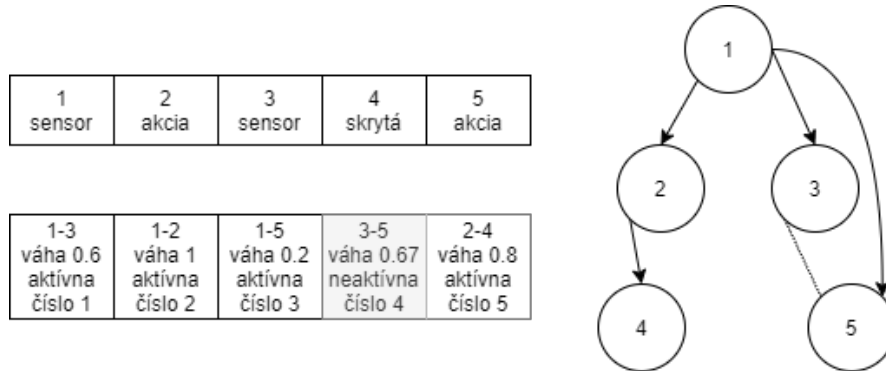 1
sensor
2
akcia
3
sensor
4
skrytá
5
akcia
1-3
váha 0.6
aktívna
číslo 1
1-2
váha 1
aktívna
číslo 2
1-5
váha 0.2
aktívna
číslo 3
3-5
váha 0.67
neaktívna
číslo 4
2-4
váha 0.8
aktívna
číslo 5
1
2
3
4
5